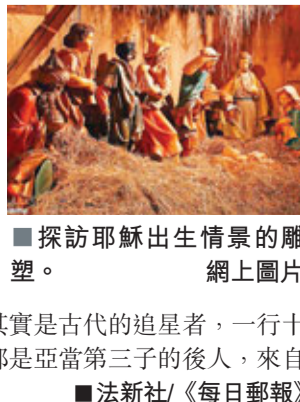 ■探訪耶穌出生情景的雕
塑。 網上圖片
其實是古代的追星者，一行十
都是亞當第三子的後人，來自
■法新社/《每日郵報》